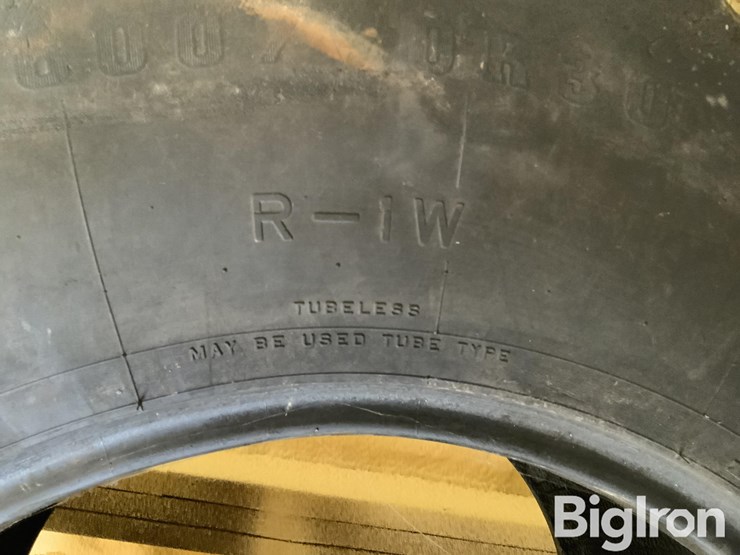 R-1W
TUBELESS
MAY BE USED TUBE TYPE
BigIron